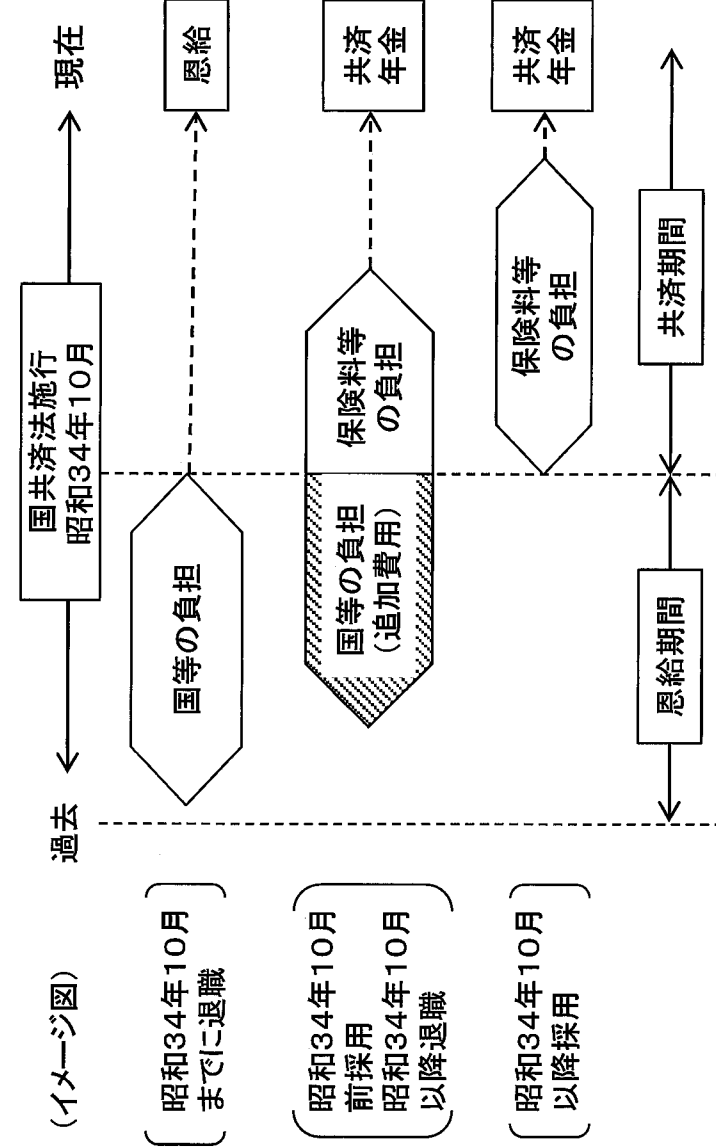 (イメージ図)
過去
国共済法施行
昭和34年10月
現在
昭和34年10月
までに退職
国等の負担
恩給
昭和34年10月
前採用
昭和34年10月
以降退職
国等の負担
(追加費用)
保険料等
の負担
共済
年金
昭和34年10月
以降採用
保険料等
の負担
共済
年金
恩給期間
共済期間